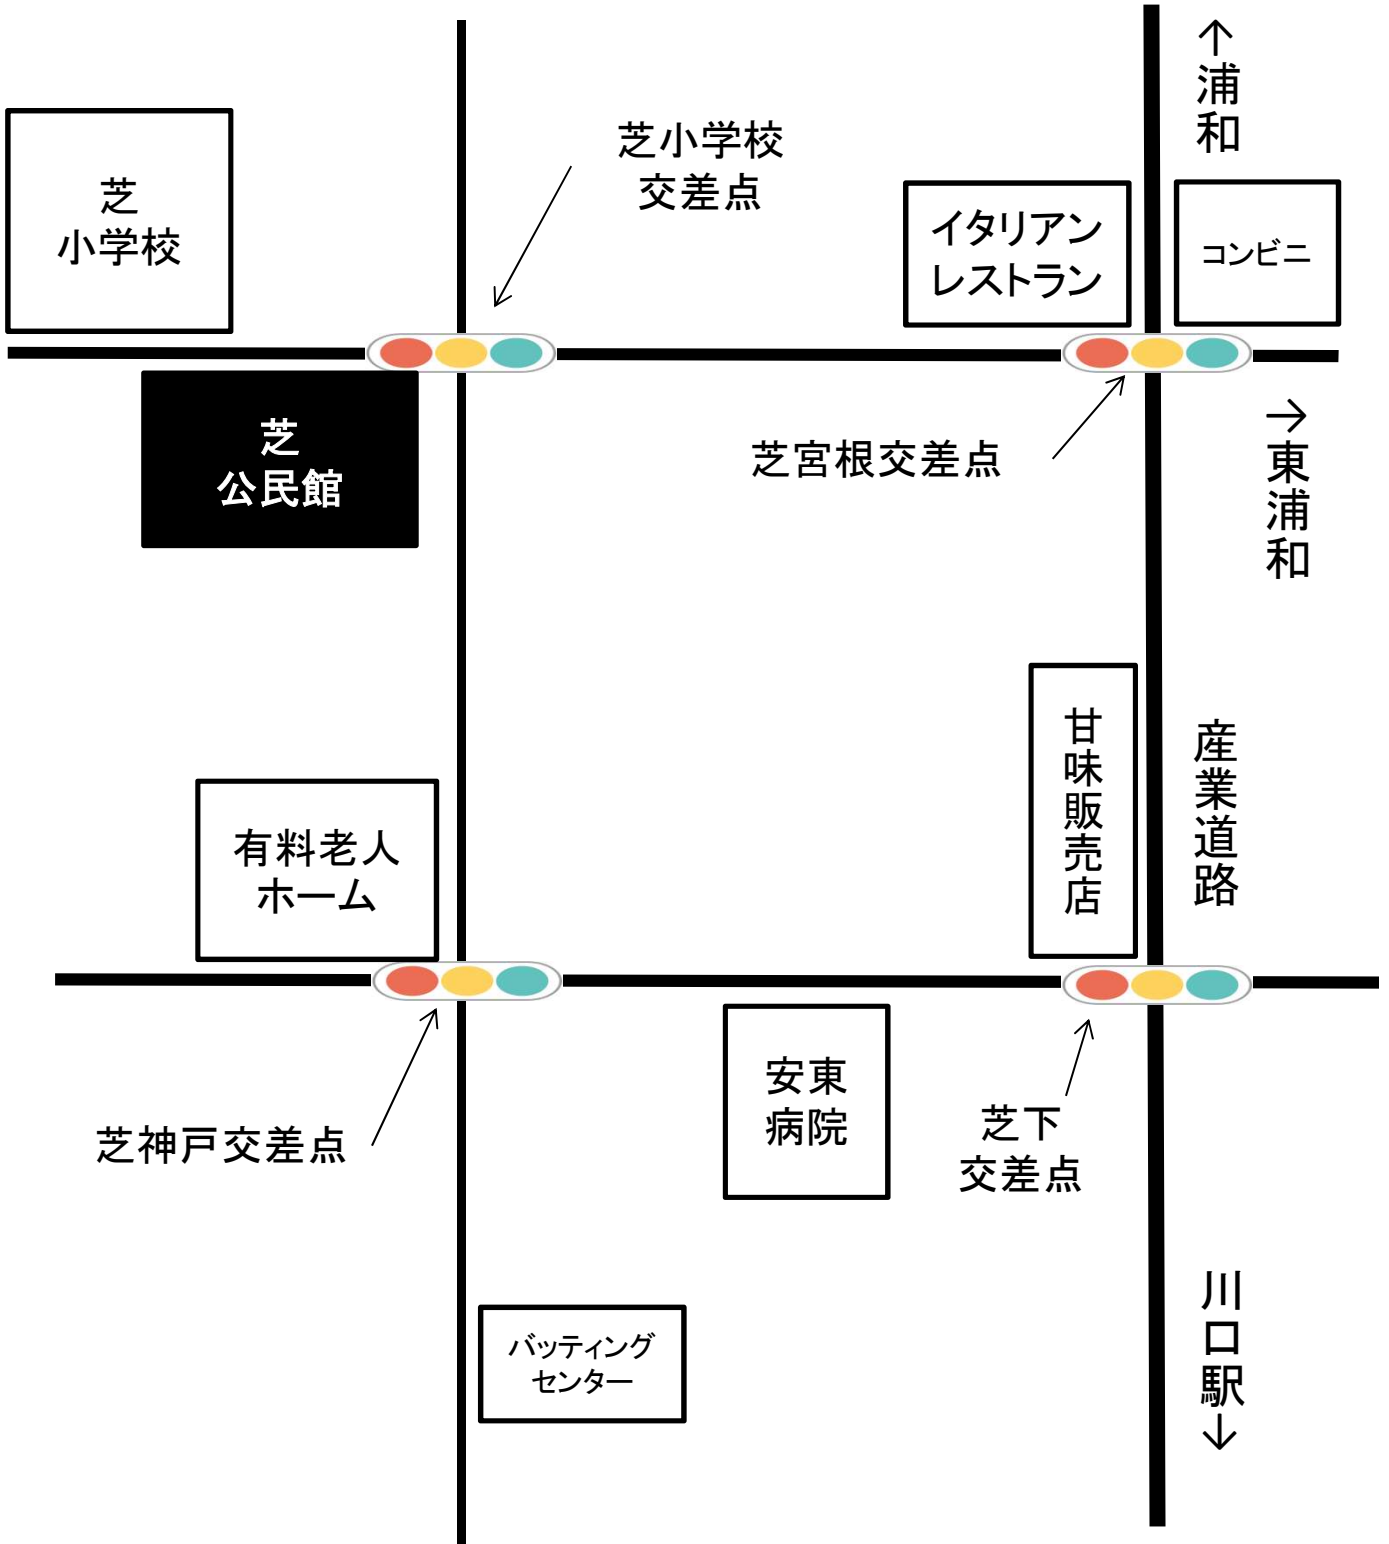 ↑浦和
芝小学校
交差点
芝
小学校
イタリアン
レストラン
コンビニ
芝
公民館
芝宮根交差点
→東浦和
甘味販売店
産業道路
有料老人
ホーム
安東
病院
芝下
交差点
芝神戸交差点
川口駅↓
バッティング
センター